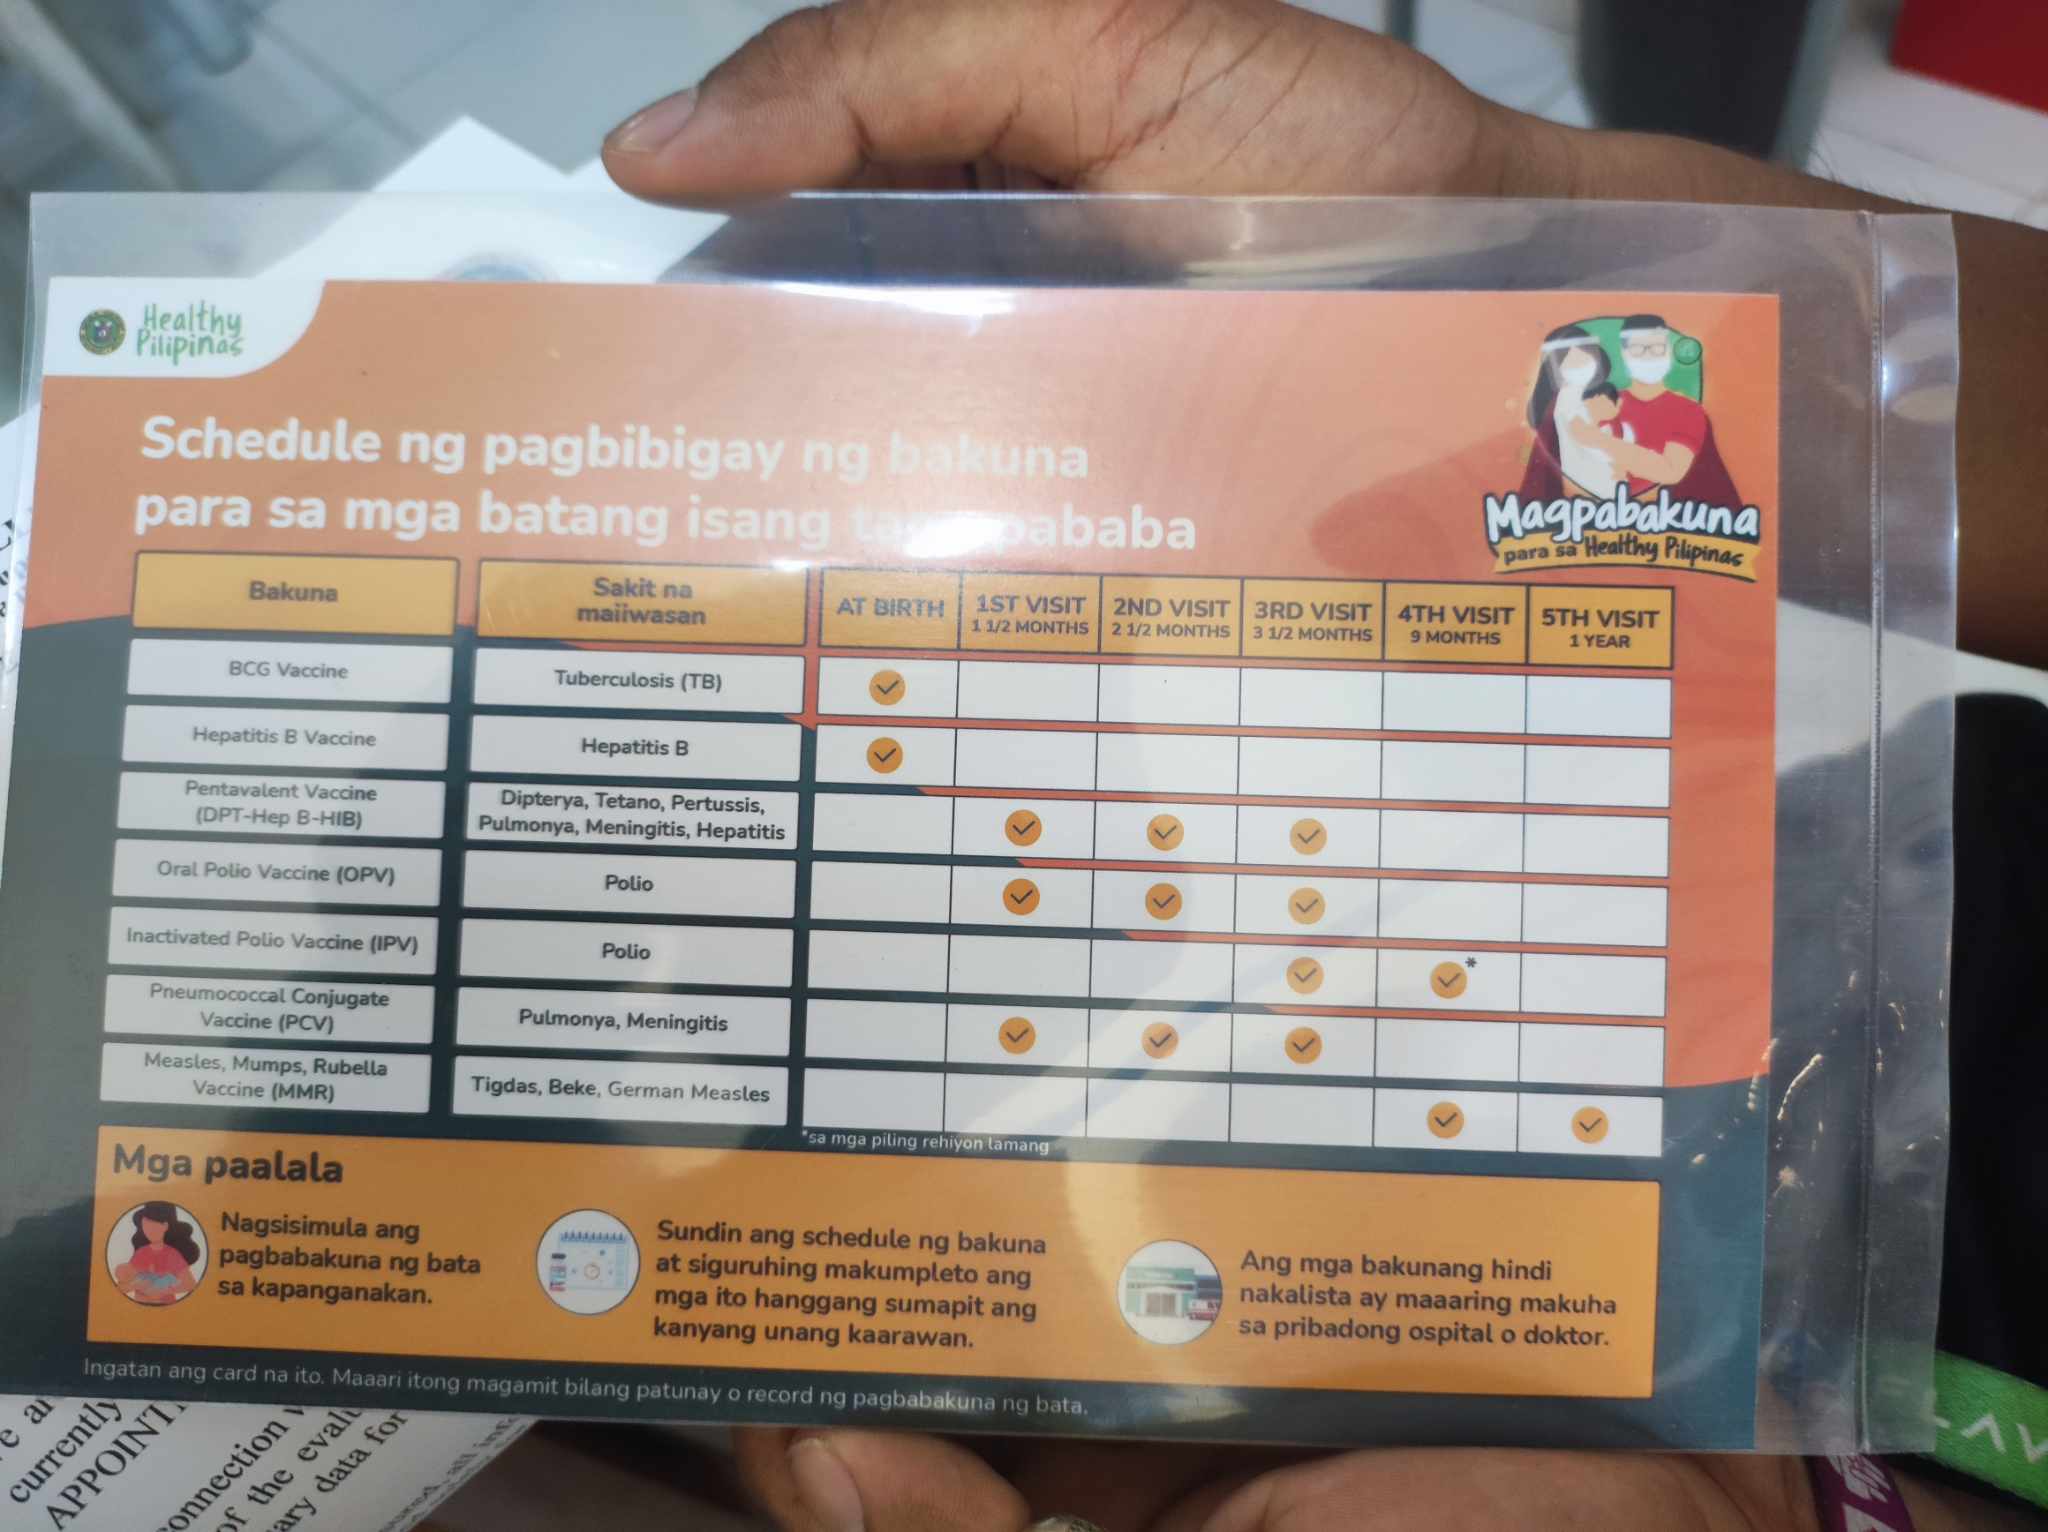 Healthy
Pilipinas
Schedule ng pagbibigay ng bakuna
para sa mga batang isang pababa
Magpabakuna
para sa Healthy Pilipinas
Bakuna
Sakit na
maiiwasan
AT BIRTH
1ST VISIT
1 1/2 MONTHS
2ND VISIT
2 1/2 MONTHS
3RD VISIT
3 1/2 MONTHS
4TH VISIT
9 MONTHS
5TH VISIT
1 YEAR
BCG Vaccine
Tuberculosis (TB)
Hepatitis B Vaccine
Hepatitis B
Pentavalent Vaccine
(DPT-Hep B-HIB)
Dipterya, Tetano, Pertussis,
Pulmonya, Meningitis, Hepatitis
Oral Polio Vaccine (OPV)
Polio
Inactivated Polio Vaccine (IPV)
Polio
*
Pneumococcal Conjugate
Vaccine (PCV)
Pulmonya, Meningitis
Measles, Mumps, Rubella
Vaccine (MMR)
Tigdas, Beke, German Measles
*sa mga piling rehiyon lamang
Mga paalala
Nagsisimula ang
pagbabakuna ng bata
sa kapanganakan.
Sundin ang schedule ng bakuna
at siguruhing makumpleto ang
mga ito hanggang sumapit ang
kanyang unang kaarawan.
Ang mga bakunang hindi
nakalista ay maaaring makuha
sa pribadong ospital o doktor.
Ingatan ang card na ito. Maaari itong magamit bilang patunay o record ng pagbabakuna ng bata.
currently
connection
of the
data for